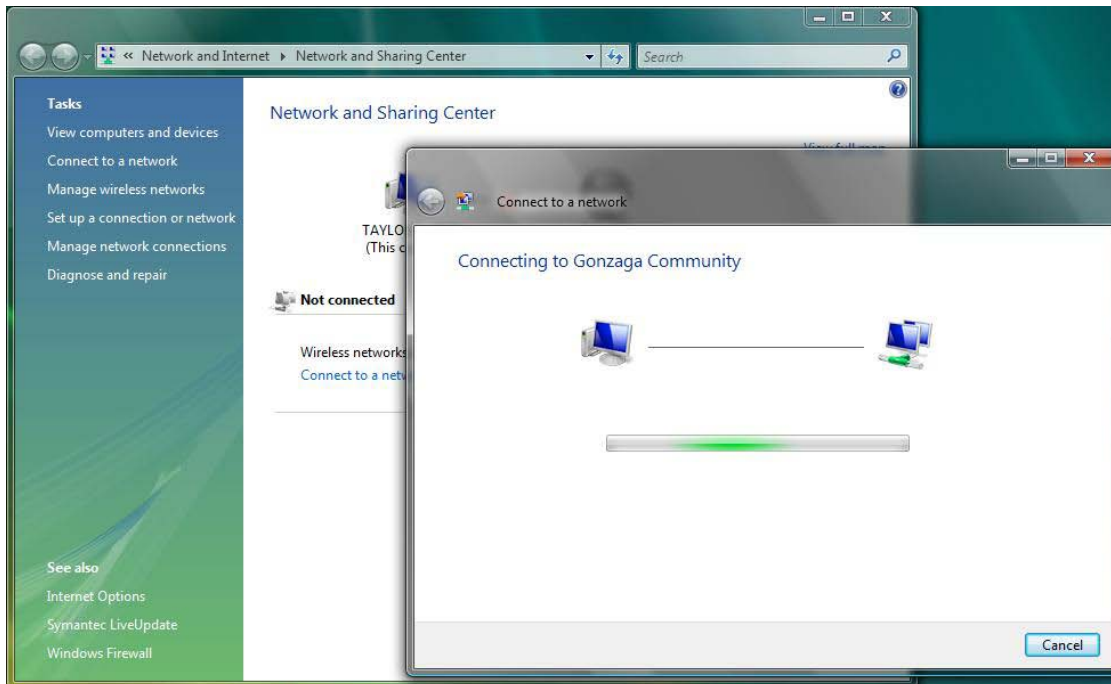 « Network and Internet ▸ Network and Sharing Center
Search
Tasks
View computers and devices
Connect to a network
Manage wireless networks
Set up a connection or network
Manage network connections
Diagnose and repair
See also
Internet Options
Symantec LiveUpdate
Windows Firewall
Network and Sharing Center
View full map
TAYLO
(This c
Not connected
Wireless networks
Connect to a netw
Connect to a network
Connecting to Gonzaga Community
Cancel